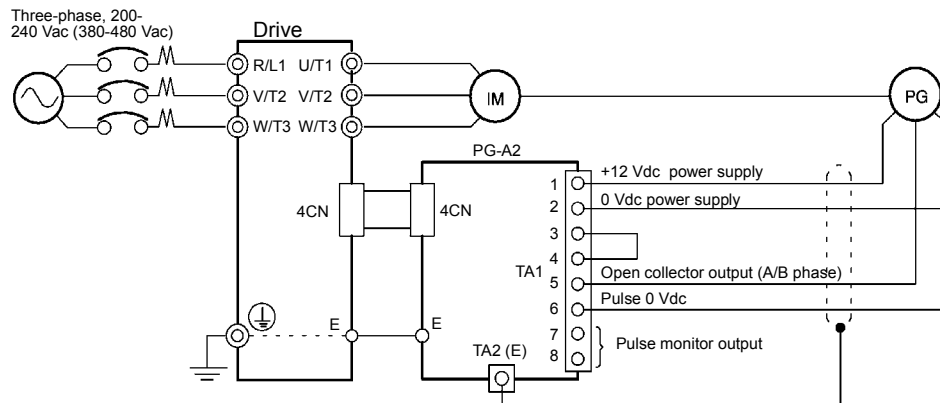 Three-phase, 200-
240 Vac (380-480 Vac)
Drive
R/L1 U/T1
V/T2 V/T2
W/T3 W/T3
IM
PG
PG-A2
4CN
4CN
TA1
1 +12 Vdc power supply
2 0 Vdc power supply
3
4
5 Open collector output (A/B phase)
6 Pulse 0 Vdc
7
8
Pulse monitor output
E
E
TA2 (E)